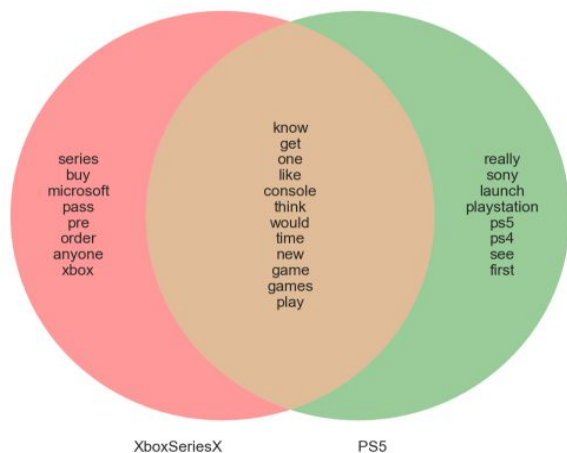 series
buy
microsoft
pass
pre
order
anyone
xbox
know
get
one
like
console
think
would
time
new
game
games
play
really
sony
launch
playstation
ps5
ps4
see
first
XboxSeriesX
PS5